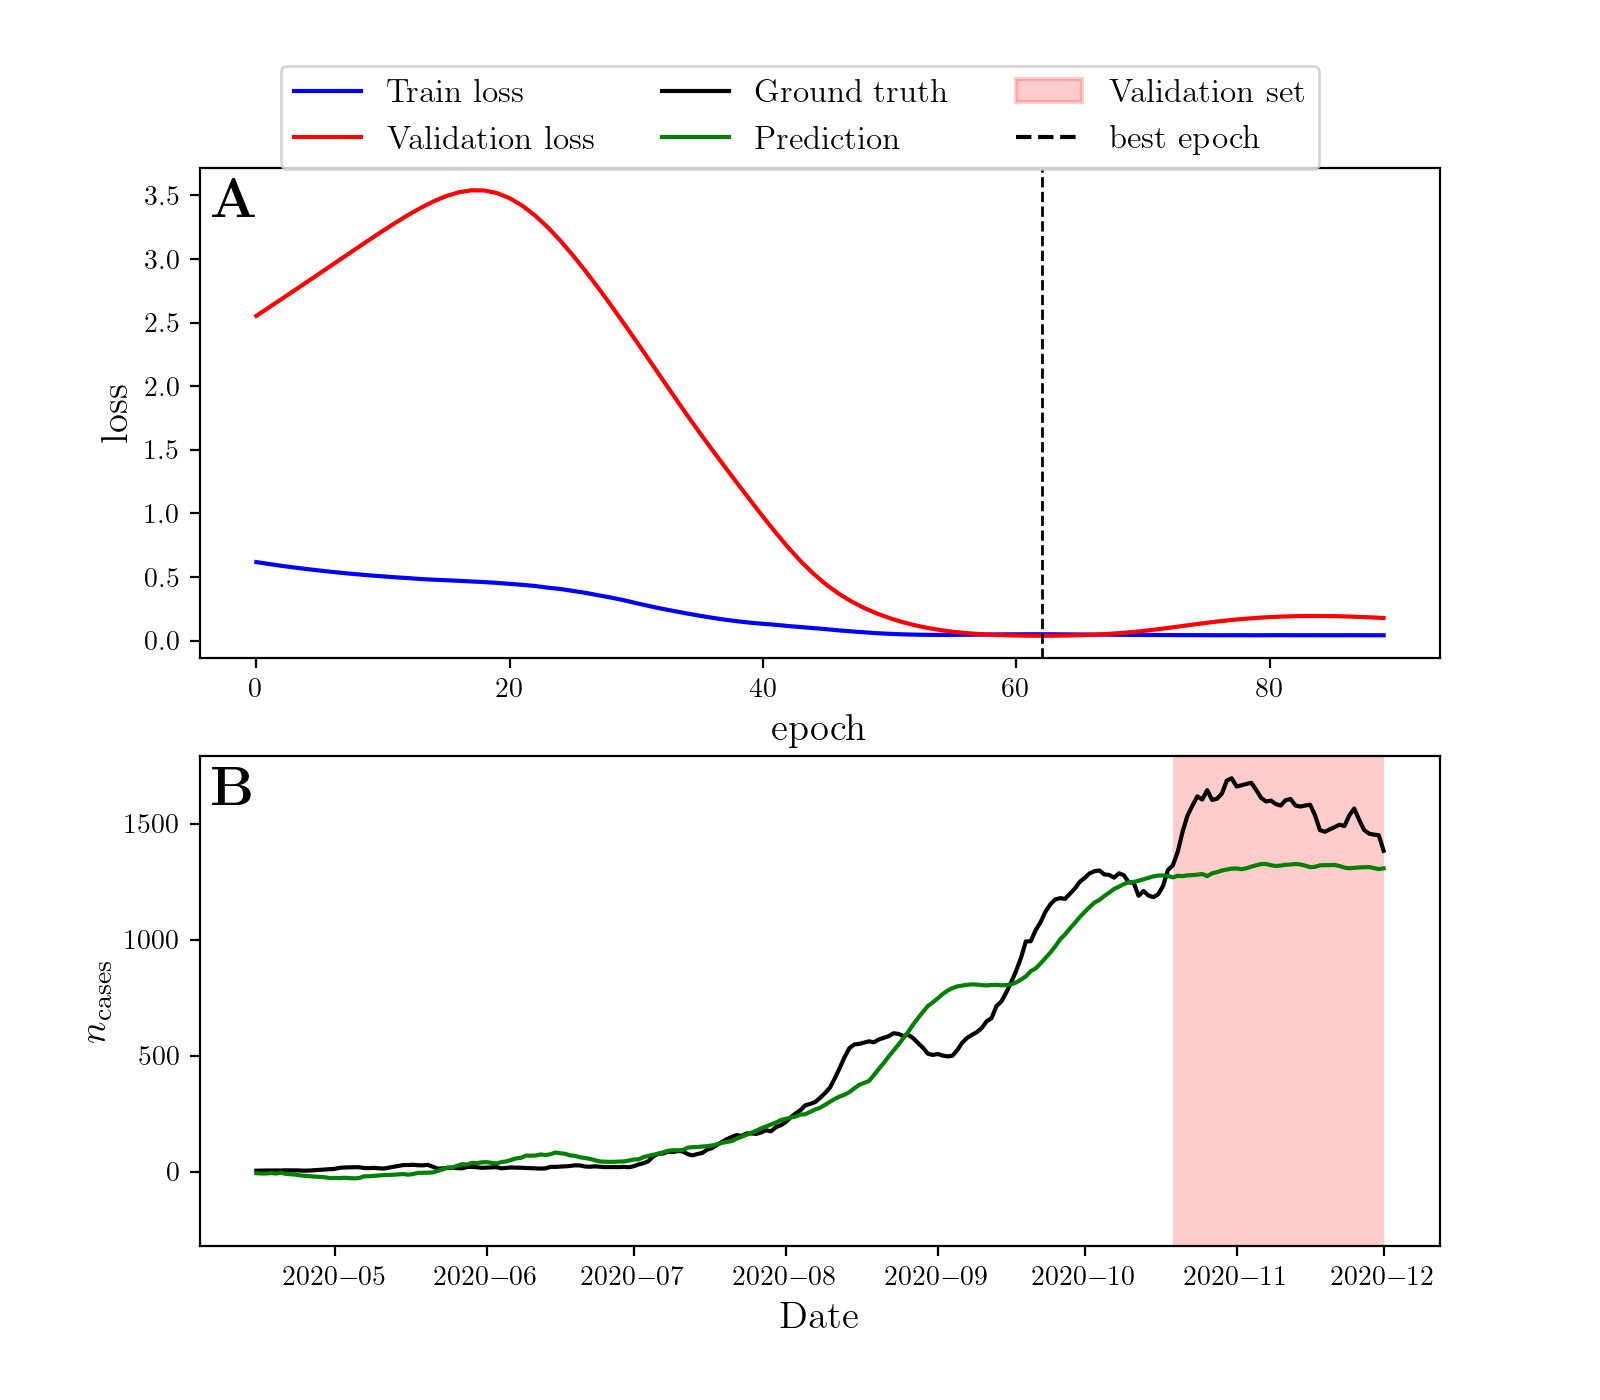 Train loss Ground truth Validation set
Validation loss Prediction best epoch
A
3.5
3.0
2.5
2.0
1.5
1.0
0.5
0.0
loss
0 20 40 60 80
epoch
B
1500
1000
500
0
n_cases
2020–05 2020–06 2020–07 2020–08 2020–09 2020–10 2020–11 2020–12
Date